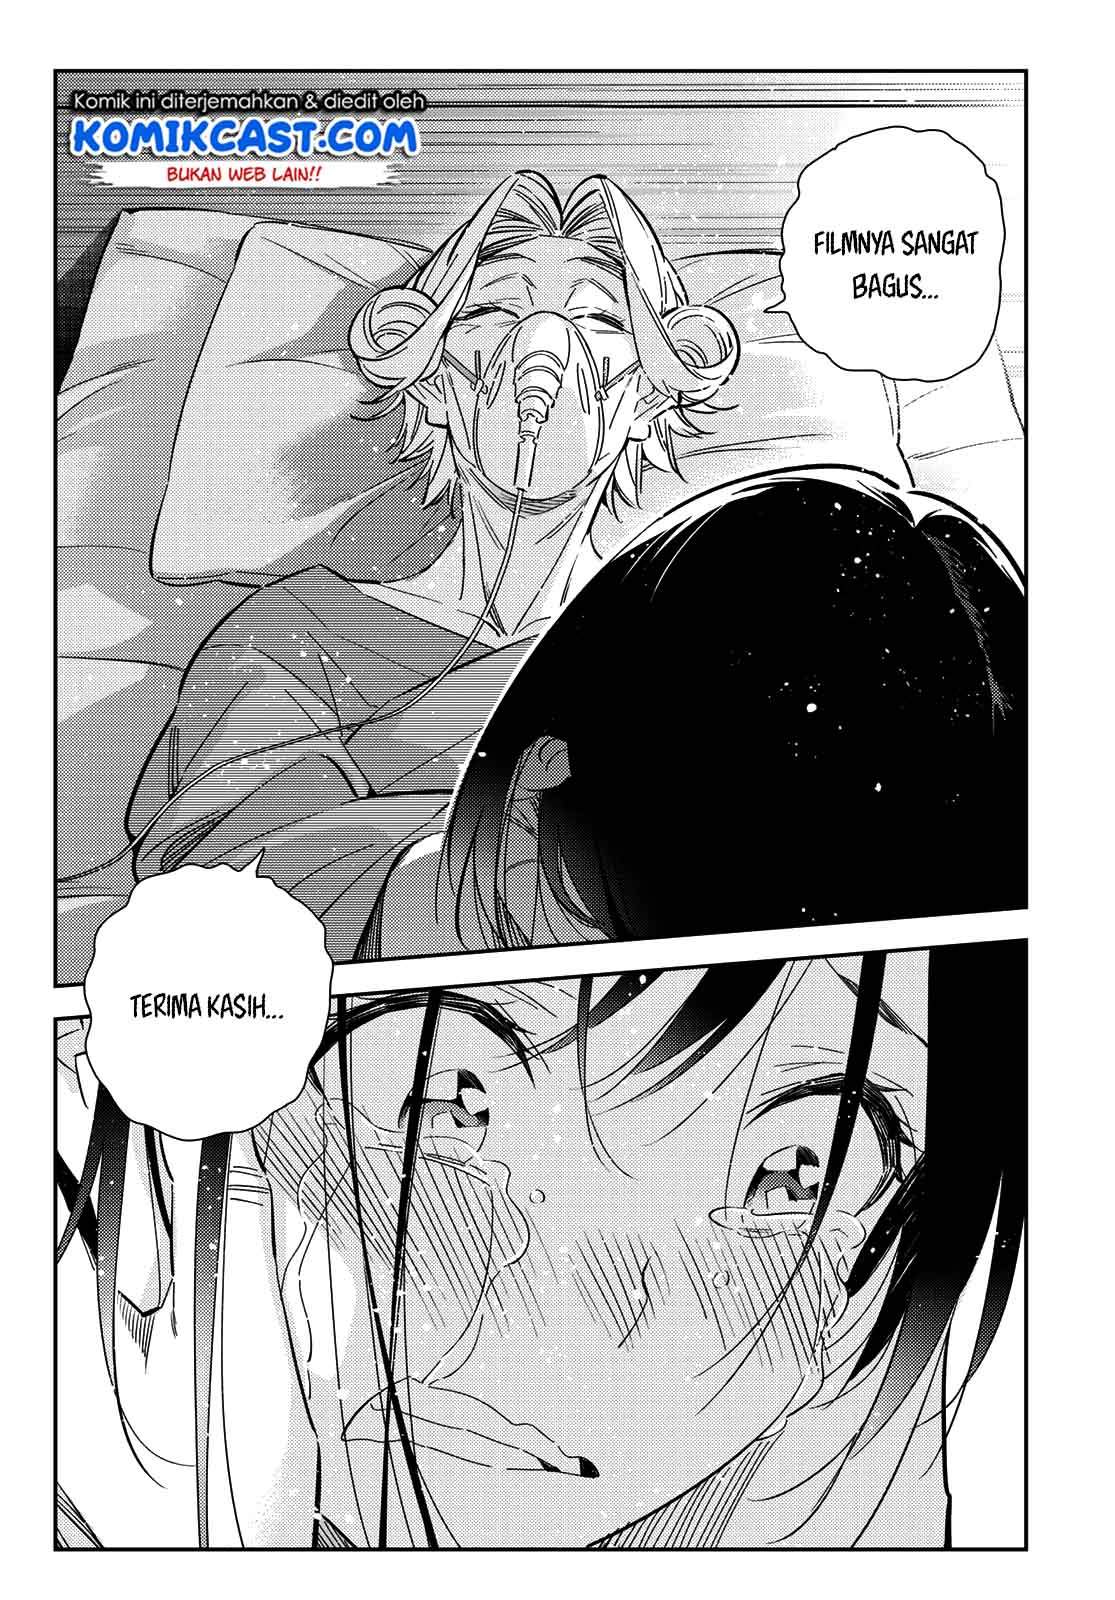 Komik ini diterjemahkan & diedit oleh
KOMIKCAST.COM
BUKAN WEB LAIN!!
FILMNYA SANGAT
BAGUS...
TERIMA KASIH...